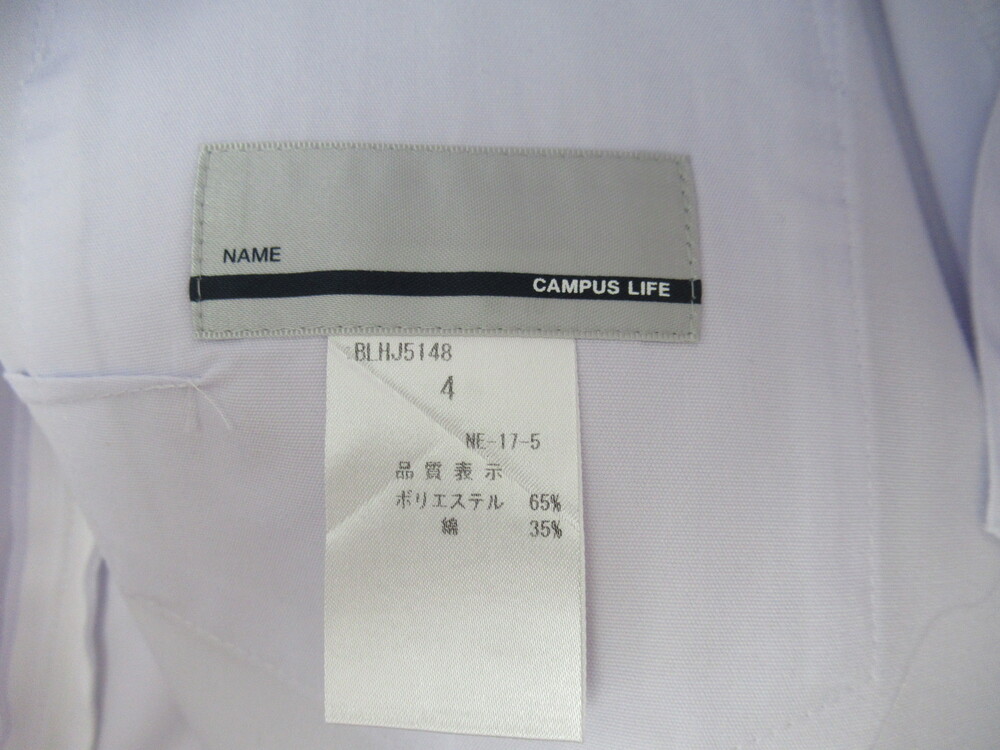 NAME
CAMPUS LIFE
BLHJ5148
4
NE-17-5
品質表示
ポリエステル 65%
綿 35%